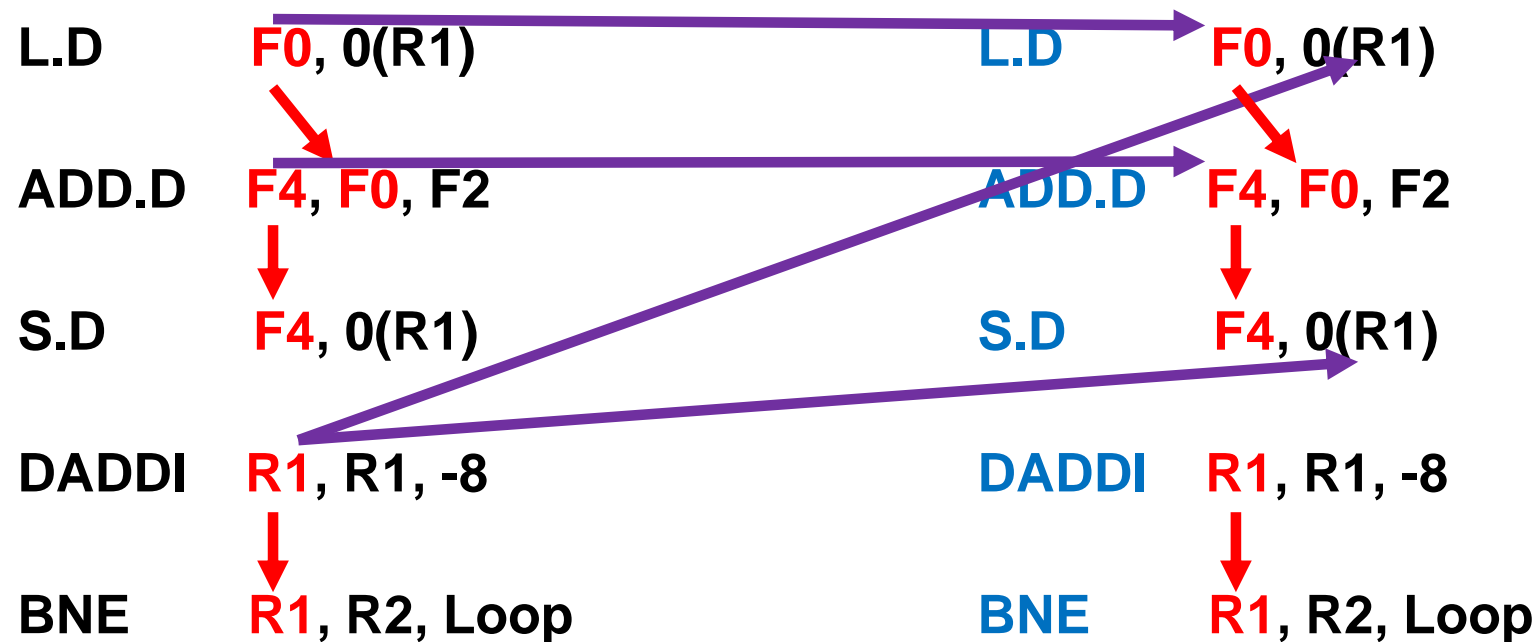 L.D F0, 0(R1) L.D F0, 0(R1)
ADD.D F4, F0, F2 ADD.D F4, F0, F2
S.D F4, 0(R1) S.D F4, 0(R1)
DADDI R1, R1, -8 DADDI R1, R1, -8
BNE R1, R2, Loop BNE R1, R2, Loop